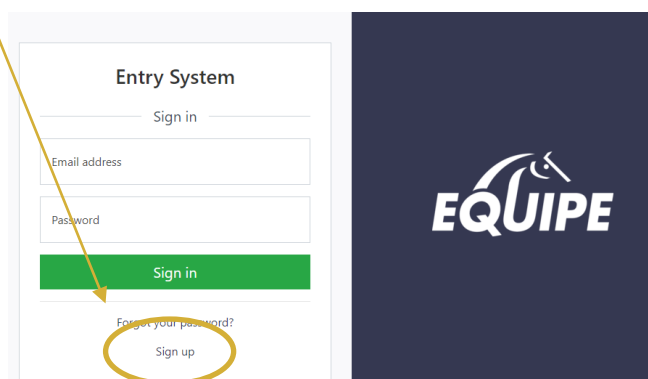 Entry System
Sign in
Email address
Password
Sign in
Forgot your password?
Sign up
EQUIPE